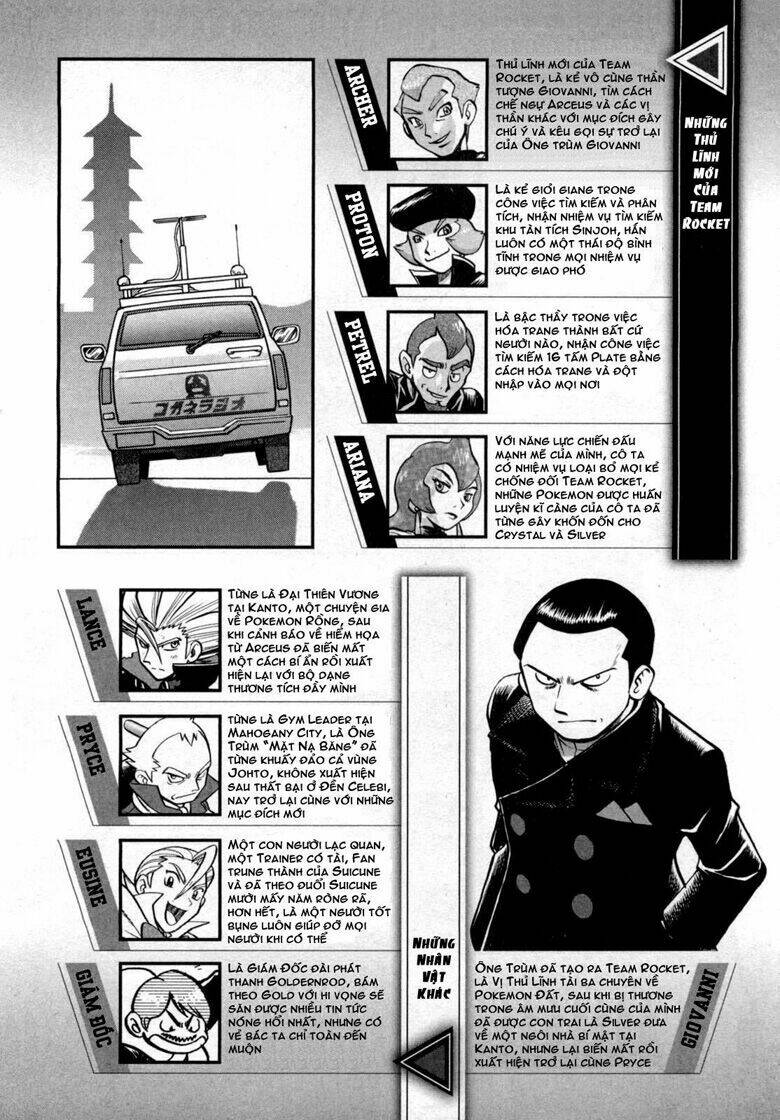 ARCHER
Thủ lĩnh mới của Team
Rocket, là kẻ vô cùng thần
tượng Giovanni, tìm cách
chế ngự Arceus và các vị
thần khác với mục đích gây
chú ý và kêu gọi sự trở lại
của Ông trùm Giovanni
PROTON
Là kẻ giỏi giang trong
công việc tìm kiếm và phân
tích, nhận nhiệm vụ tìm kiếm
khu tàn tích Sinjoh, hắn
luôn có một thái độ bình
tĩnh trong mọi nhiệm vụ
được giao phó
PETREL
Là bậc thầy trong việc
hóa trang thành bất cứ
người nào, nhận công việc
tìm kiếm 16 tấm Plate bằng
cách hóa trang và đột
nhập vào mọi nơi
ARIANA
Với năng lực chiến đấu
mạnh mẽ của mình, cô ta
có nhiệm vụ loại bỏ mọi kẻ
chống đối Team Rocket,
những Pokemon được huấn
luyện kĩ càng của cô ta đã
từng gây khốn đốn cho
Crystal và Silver
Những
Thủ
Lĩnh
Mới
Của
Team
Rocket
コガネラジオ
LANCE
Từng là Đại Thiên Vương
tại Kanto, một chuyện gia
về Pokemon Rồng, sau
khi cảnh báo về hiểm họa
từ Arceus đã biến mất
một cách bí ẩn rồi xuất
hiện lại với bộ dạng
thương tích đầy mình
PRYCE
từng là Gym Leader tại
Mahogany City, là Ông
Trùm "Mặt Nạ Băng" đã
từng khuấy đảo cả vùng
Johto, không xuất hiện
sau thất bại ở Đền Celebi,
nay trở lại cùng với những
mục đích mới
EUSINE
Một con người lạc quan,
một Trainer có tài, Fan
trung thành của Suicune
và đã theo đuổi Suicune
mười mấy năm ròng rã,
hơn hết, là một người tốt
bụng luôn giúp đỡ mọi
người khi có thể
GIÁM ĐỐC
Là Giám Đốc đài phát
thanh Goldernrod, bám
theo Gold với hi vọng sẽ
săn được nhiều tin tức
nóng hổi nhất, nhưng có
vẻ bác ta chỉ toàn đến
muộn
Những
Nhân
Vật
Khác
Ông Trùm đã tạo ra Team Rocket,
là vị Thủ Lĩnh tài ba chuyên về
Pokemon Đất, sau khi bị thương
trong âm mưu cuối cùng của mình
đã được con trai là Silver đưa
về một ngôi nhà bí mật tại
Kanto, nhưng lại biến mất rồi
xuất hiện trở lại cùng Pryce
GIOVANNI